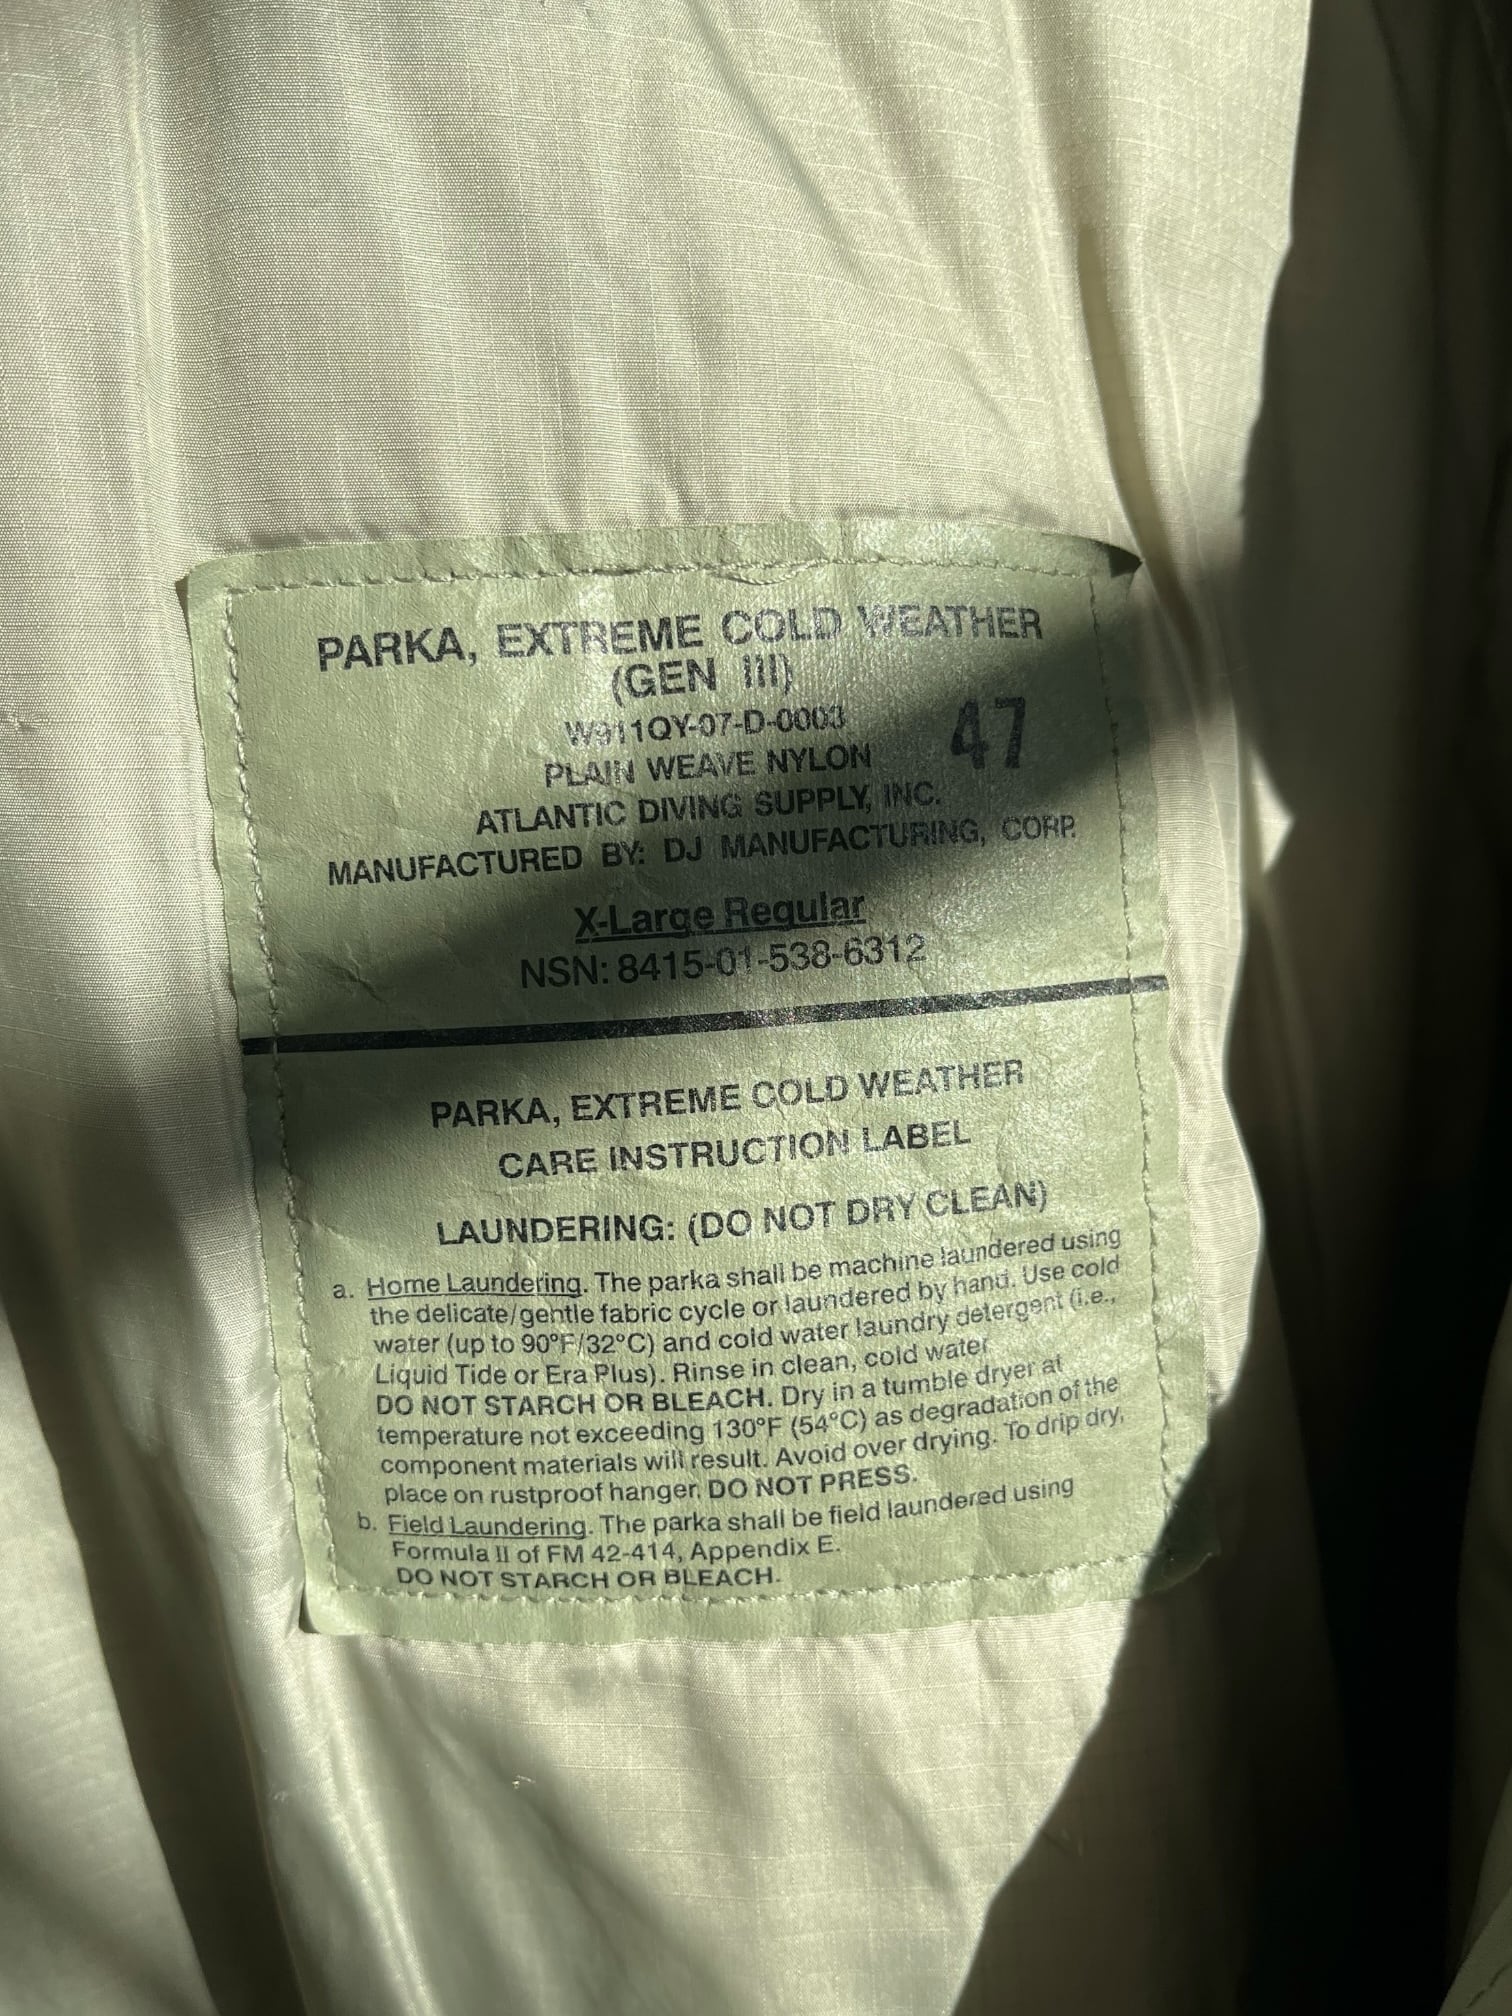 PARKA, EXTREME COLD WEATHER
(GEN III)
W911QY-07-D-0003
47
PLAIN WEAVE NYLON
ATLANTIC DIVING SUPPLY, INC.
MANUFACTURED BY: DJ MANUFACTURING, CORP.
X-Large Regular
NSN: 8415-01-538-6312
PARKA, EXTREME COLD WEATHER
CARE INSTRUCTION LABEL
LAUNDERING: (DO NOT DRY CLEAN)
a. Home Laundering. The parka shall be machine laundered using
the delicate/gentle fabric cycle or laundered by hand. Use cold
water (up to 90°F/32°C) and cold water laundry detergent (i.e.,
Liquid Tide or Era Plus). Rinse in clean, cold water
DO NOT STARCH OR BLEACH. Dry in a tumble dryer at
temperature not exceeding 130°F (54°C) as degradation of the
component materials will result. Avoid over drying. To drip dry,
place on rustproof hanger. DO NOT PRESS.
b. Field Laundering. The parka shall be field laundered using
Formula II of FM 42-414, Appendix E.
DO NOT STARCH OR BLEACH.